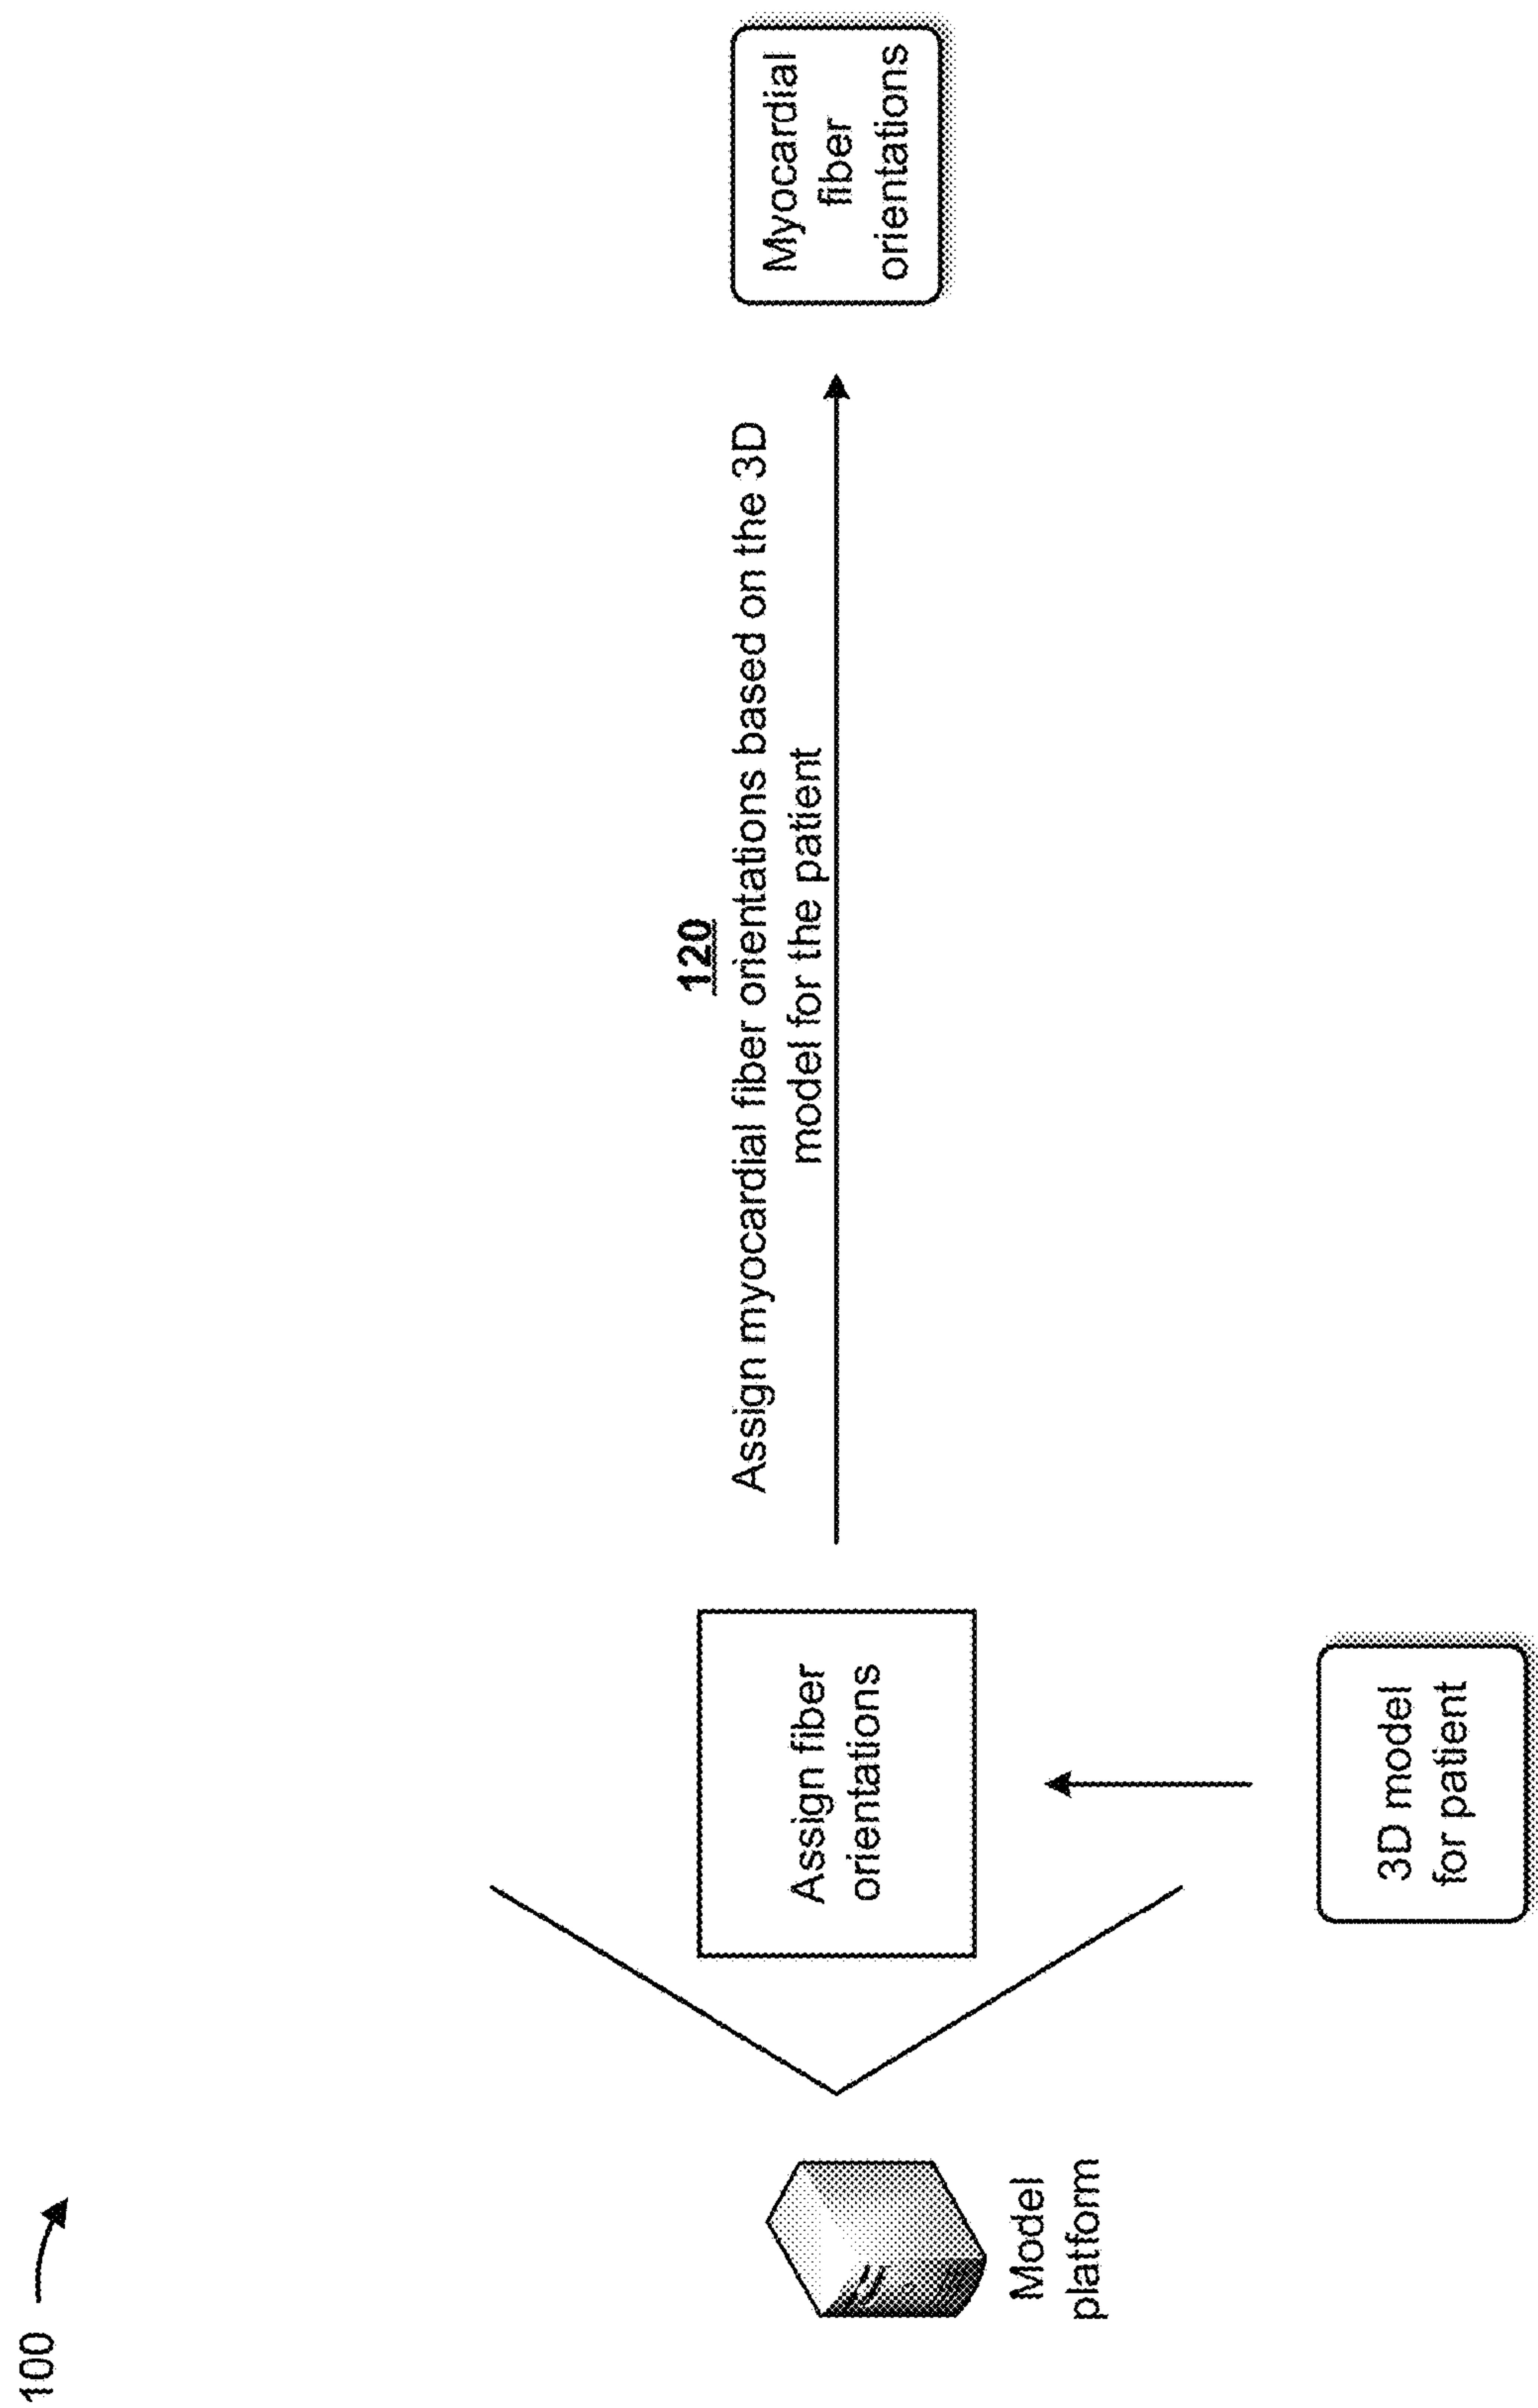 100
120
Assign myocardial fiber orientations based on the 3D
model for the patient
Model
platform
Assign fiber
orientations
Myocardial
fiber
orientations
3D model
for patient